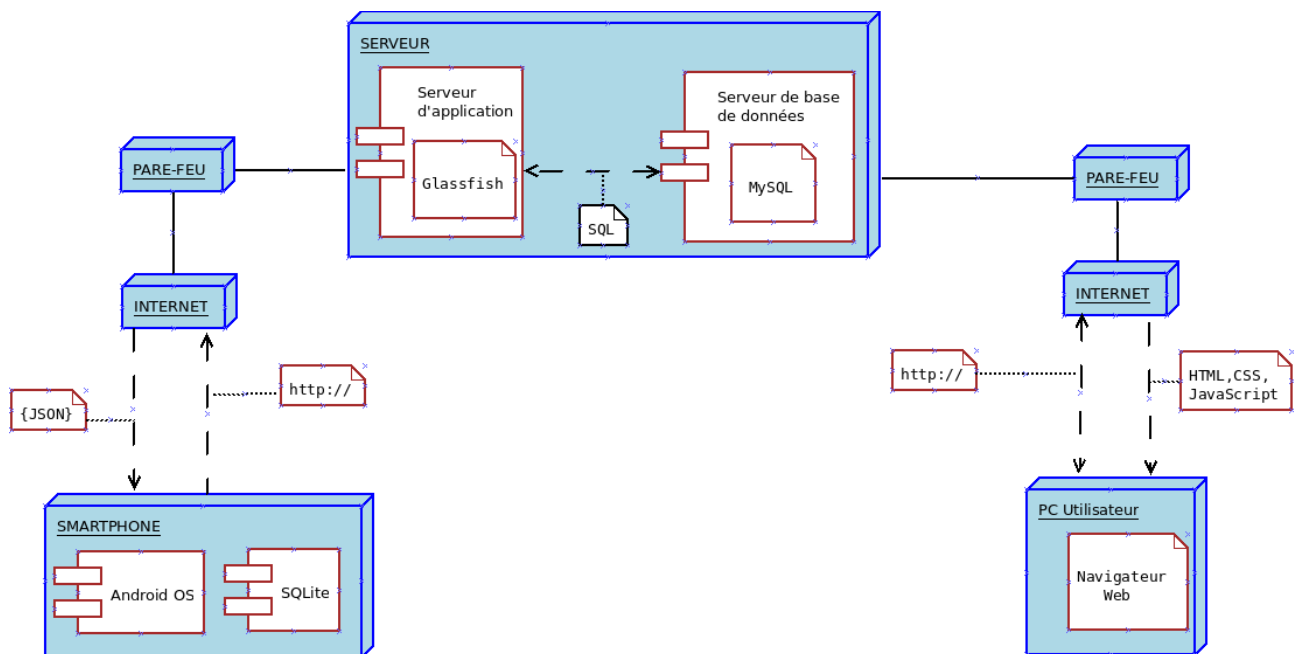 SERVEUR
Serveur
d'application
Glassfish
SQL
Serveur de base
de données
MySQL
PARE-FEU
PARE-FEU
INTERNET
INTERNET
{JSON}
http://
http://
HTML,CSS,
JavaScript
SMARTPHONE
Android OS
SQLite
PC Utilisateur
Navigateur
Web